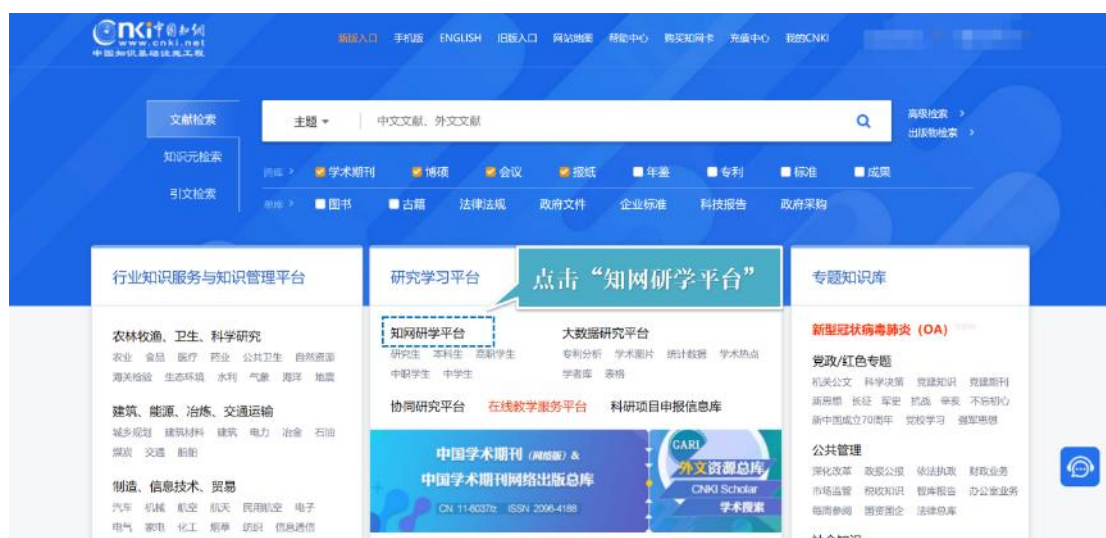 cnki中国知网
www.cnki.net
中国知识基础设施工程
新版入口 手机版 ENGLISH 旧版入口 网站地图 帮助中心 购买知网卡 充值中心 我的CNKI
文献检索
主题 中文文献、外文文献
高级检索 >
出版物检索 >
知识元检索
引文检索
跨库 > 学术期刊 博硕 会议 报纸 年鉴 专利 标准 成果
单库 > 图书 古籍 法律法规 政府文件 企业标准 科技报告 政府采购
行业知识服务与知识管理平台
农林牧渔、卫生、科学研究
农业 食品 医疗 药业 公共卫生 自然资源
海关检验 生态环境 水利 气象 海洋 地震
建筑、能源、冶炼、交通运输
城乡规划 建筑材料 建筑 电力 冶金 石油
煤炭 交通 船舶
制造、信息技术、贸易
汽车 机械 航空 航天 民用航空 电子
电气 家电 化工 烟草 纺织 信息通信
研究学习平台
点击“知网研学平台”
知网研学平台
研究生 本科生 高职学生
中职学生 中学生
大数据研究平台
专利分析 学术图片 统计数据 学术热点
学者库 表格
协同研究平台 在线教学服务平台 科研项目申报信息库
中国学术期刊 (网络版) &
中国学术期刊网络出版总库
CN 11-6037/z ISSN 2096-4188
CARI
外文资源总库
CNKI Scholar
学术搜索
专题知识库
新型冠状病毒肺炎 (OA)
党政/红色专题
机关公文 科学决策 党建知识 党建期刊
新思想 长征 军史 抗战 辛亥 不忘初心
新中国成立70周年 党校学习 强军思想
公共管理
深化改革 政报公报 依法执政 财政业务
市场监管 税收知识 智库报告 办公室业务
每周参阅 国资国企 法律总库